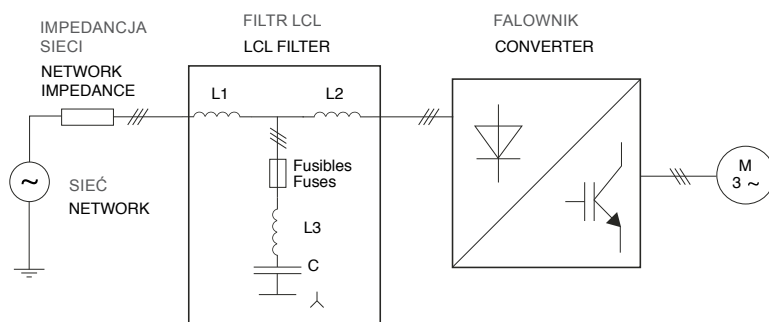 IMPEDANCJA
SIECI
NETWORK
IMPEDANCE
FILTR LCL
LCL FILTER
FALOWNIK
CONVERTER
L1
L2
Fusibles
Fuses
L3
C
SIEĆ
NETWORK
~
M
3 ~